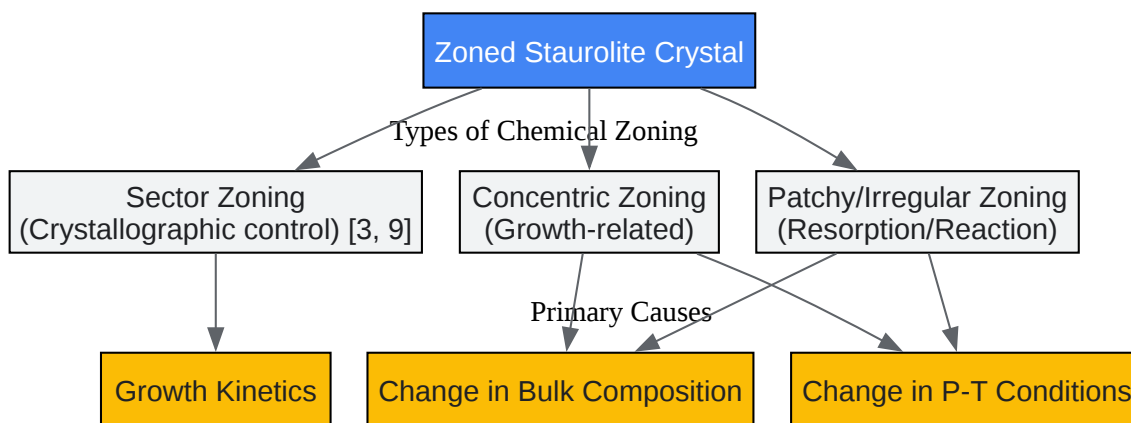 Zoned Staurolite Crystal
Types of Chemical Zoning
Sector Zoning
(Crystallographic control) [3, 9]
Concentric Zoning
(Growth-related)
Patchy/Irregular Zoning
(Resorption/Reaction)
Primary Causes
Growth Kinetics
Change in Bulk Composition
Change in P-T Conditions